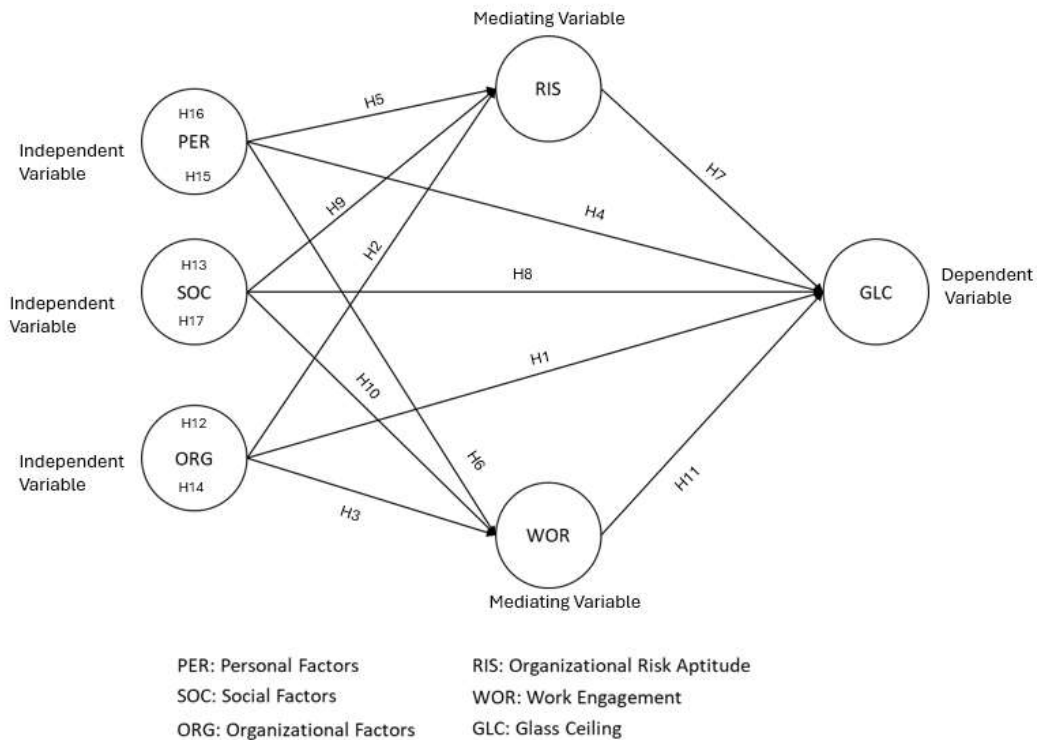 Mediating Variable
RIS
H5
H16
PER
H15
Independent
Variable
H9
H2
H4
H7
H13
SOC
H17
Independent
Variable
H8
GLC
Dependent
Variable
H1
H10
H12
ORG
H14
Independent
Variable
H6
H3
H11
WOR
Mediating Variable
PER: Personal Factors
SOC: Social Factors
ORG: Organizational Factors
RIS: Organizational Risk Aptitude
WOR: Work Engagement
GLC: Glass Ceiling